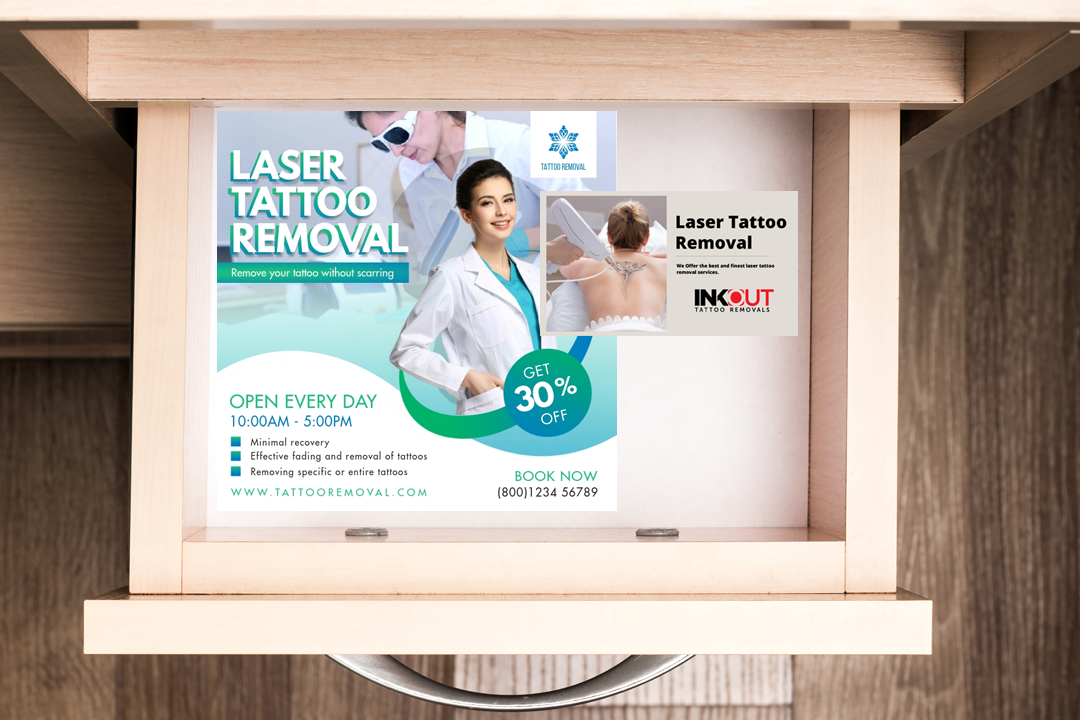 LASER
TATTOO
REMOVAL
Remove your tattoo without scarring
TATTOO REMOVAL
GET
30%
OFF
OPEN EVERY DAY
10:00AM - 5:00PM
Minimal recovery
Effective fading and removal of tattoos
Removing specific or entire tattoos
WWW.TATTOOREMOVAL.COM
BOOK NOW
(800)1234 56789
Laser Tattoo
Removal
We Offer the best and finest laser tattoo
removal services.
INKOUT
TATTOO REMOVALS